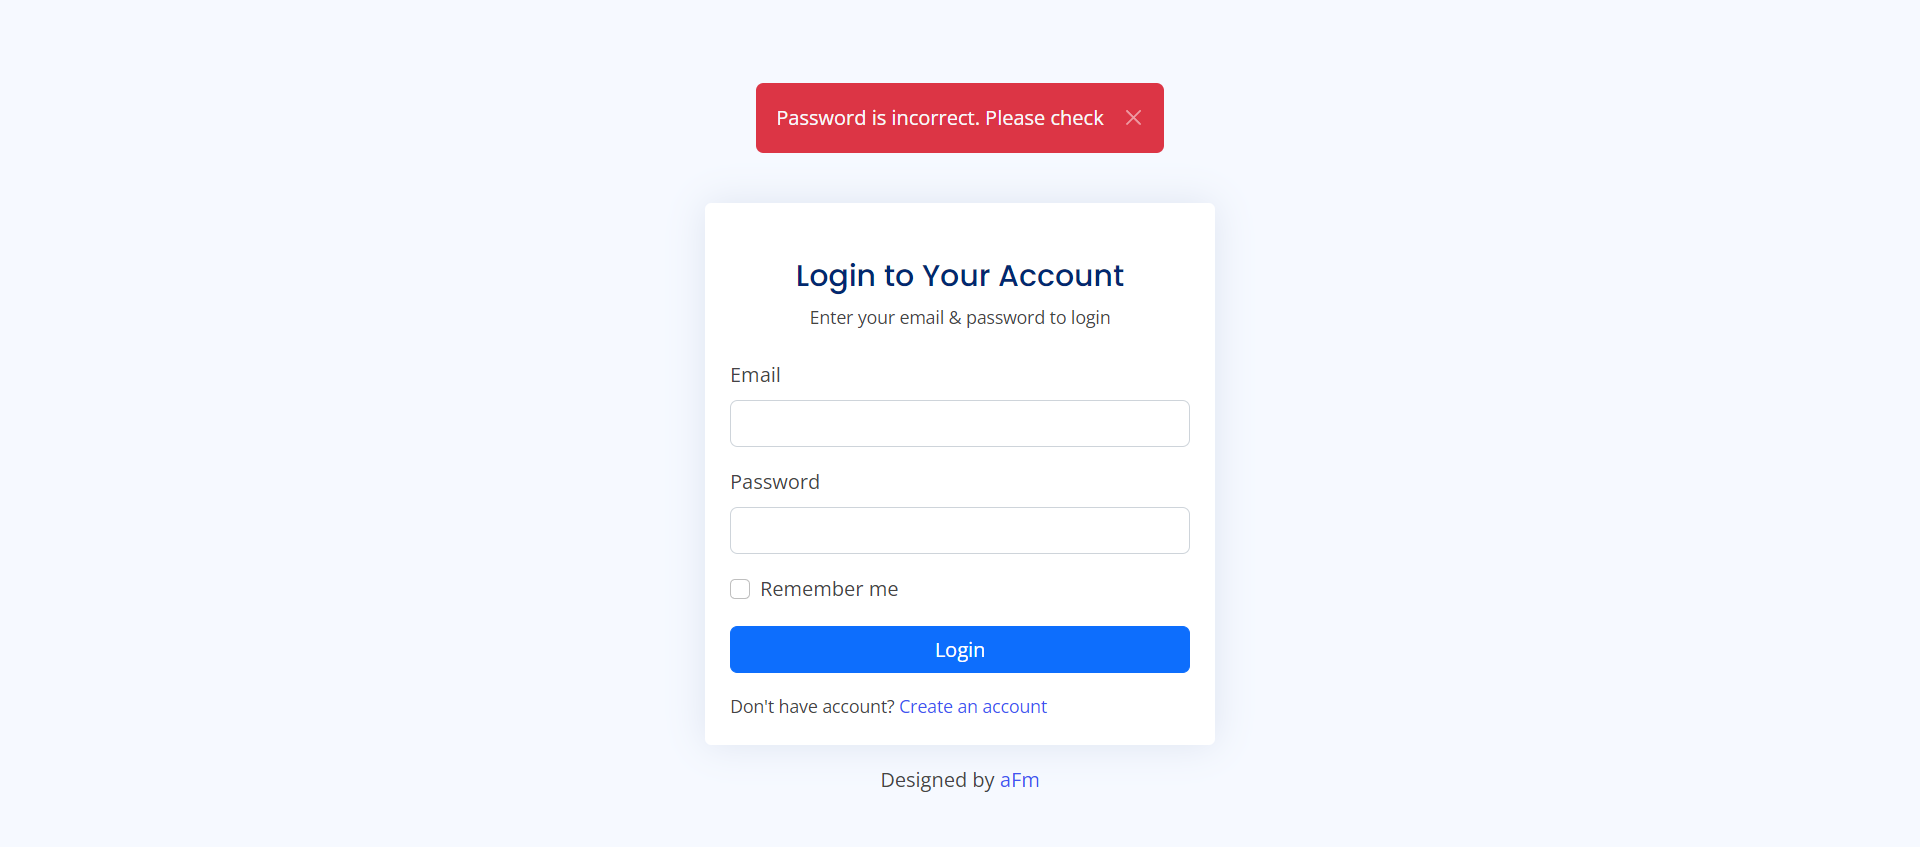 Password is incorrect. Please check
Login to Your Account
Enter your email & password to login
Email
Password
Remember me
Login
Don't have account? Create an account
Designed by aFm